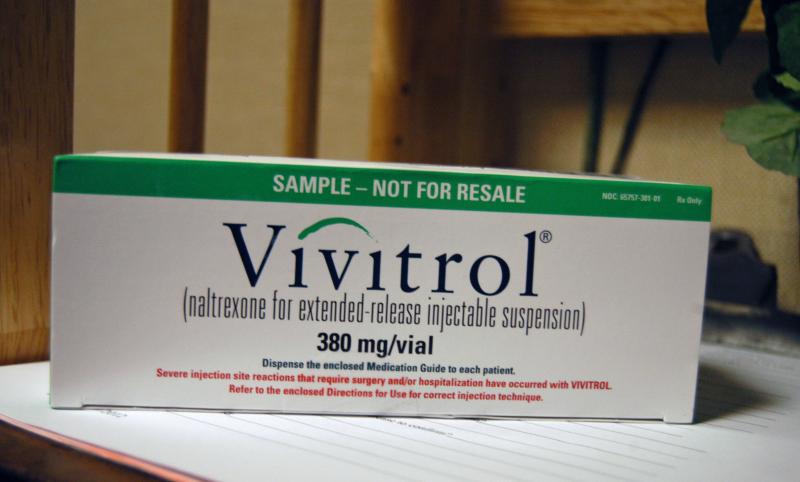 SAMPLE – NOT FOR RESALE
NDC 65757-301-01 Rx Only
Vivitrol®
(naltrexone for extended-release injectable suspension)
380 mg/vial
Dispense the enclosed Medication Guide to each patient.
Severe injection site reactions that require surgery and/or hospitalization have occurred with VIVITROL.
Refer to the enclosed Directions for Use for correct injection technique.